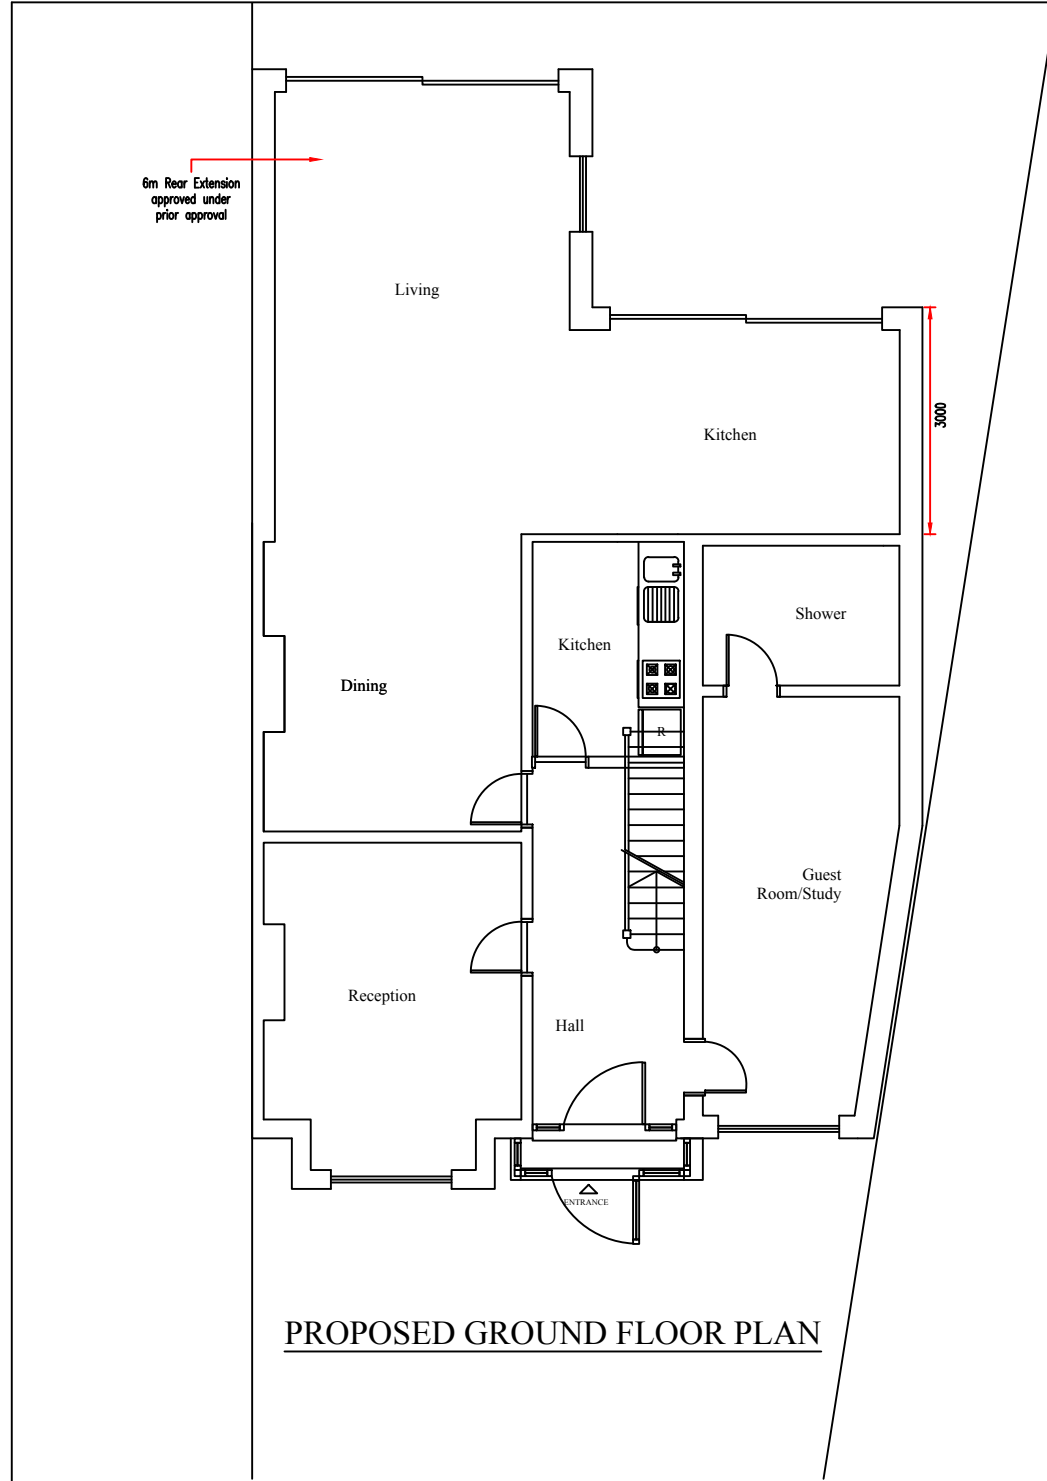 6m Rear Extension
approved under
prior approval
Living
3000
Kitchen
Shower
Kitchen
Dining
R
Guest
Room/Study
Reception
Hall
ENTRANCE
PROPOSED GROUND FLOOR PLAN